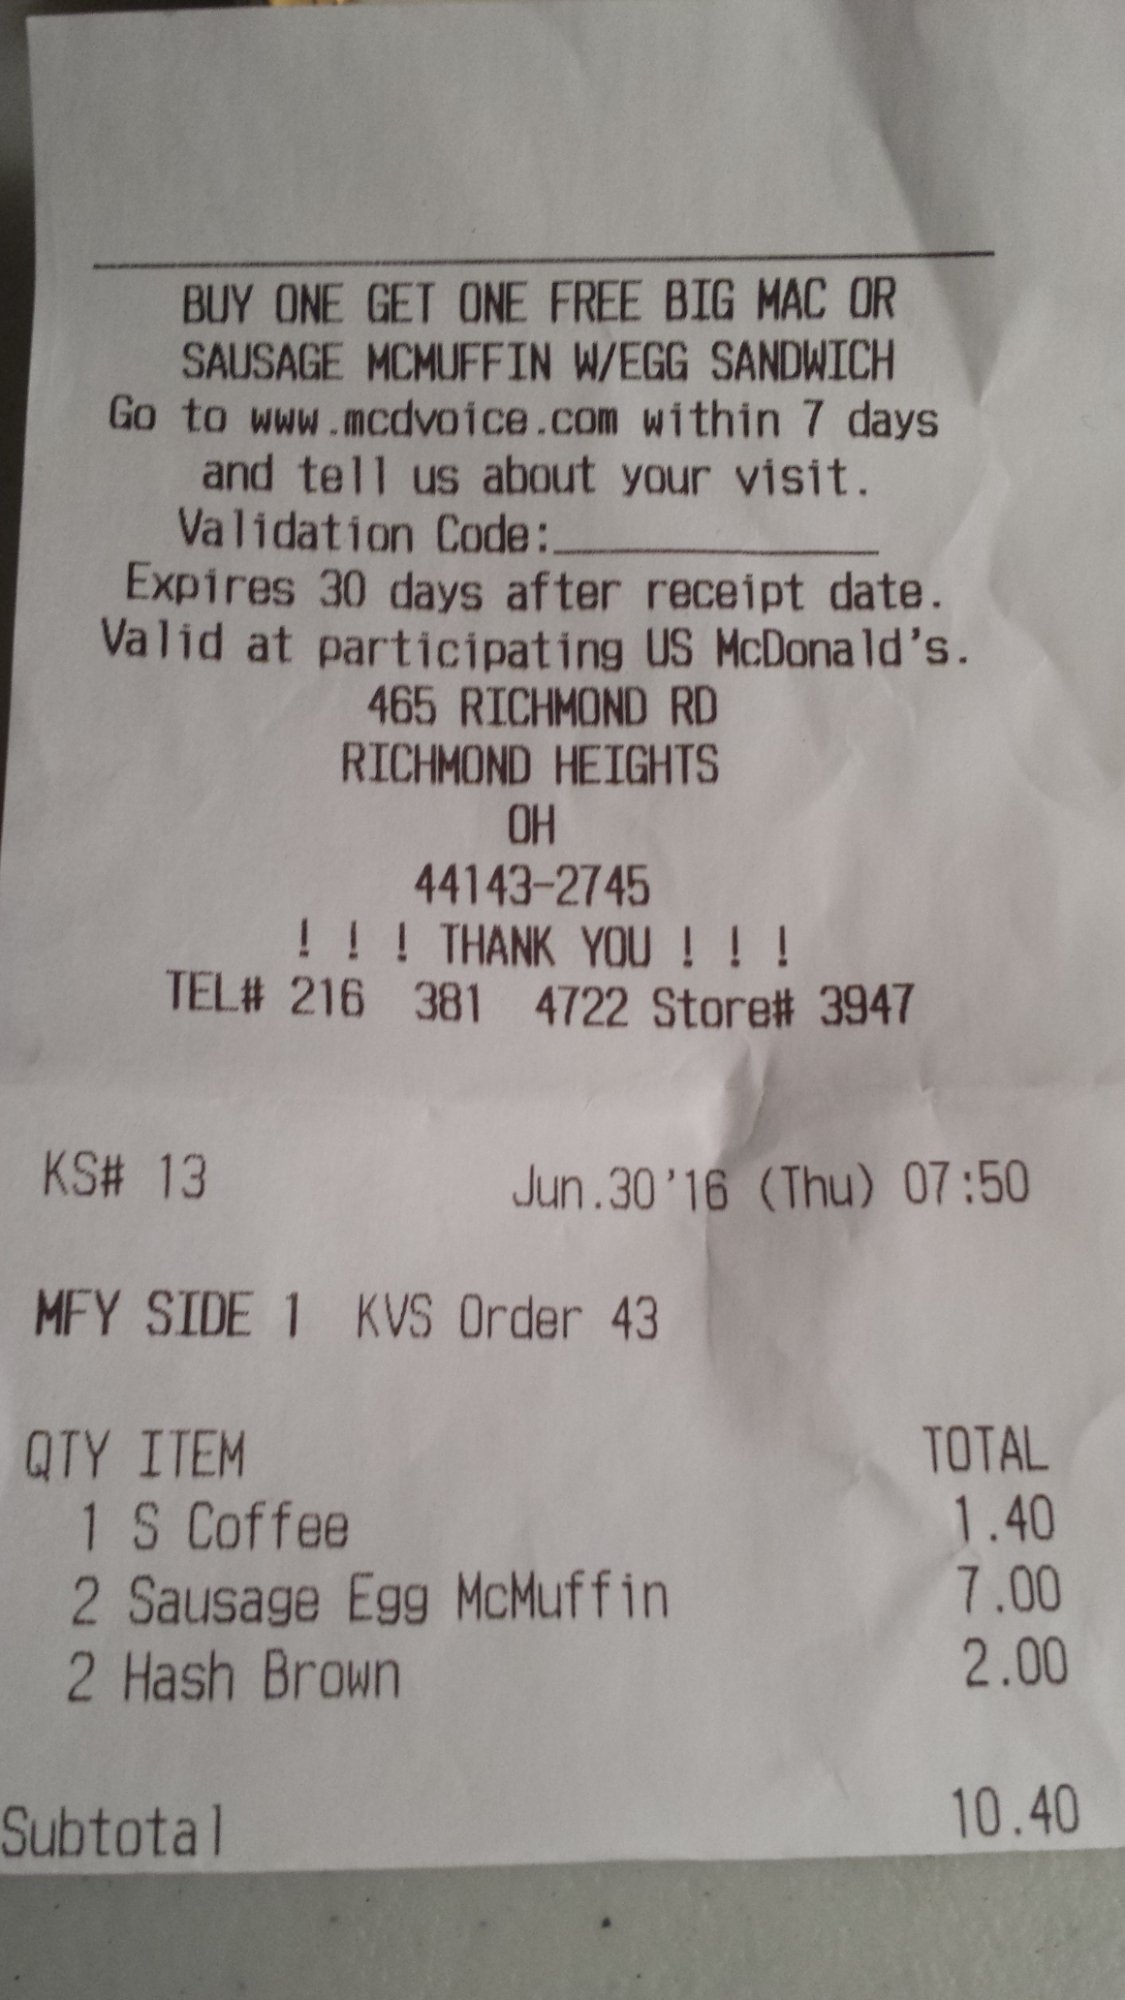 BUY ONE GET ONE FREE BIG MAC OR
SAUSAGE MCMUFFIN W/EGG SANDWICH
Go to www.mcdvoice.com within 7 days
and tell us about your visit.
Validation Code:______________
Expires 30 days after receipt date.
Valid at participating US McDonald's.
465 RICHMOND RD
RICHMOND HEIGHTS
OH
44143-2745
! ! ! THANK YOU ! ! !
TEL# 216 381 4722 Store# 3947
KS# 13 Jun.30'16 (Thu) 07:50
MFY SIDE 1 KVS Order 43
QTY ITEM TOTAL
1 S Coffee 1.40
2 Sausage Egg McMuffin 7.00
2 Hash Brown 2.00
Subtotal 10.40